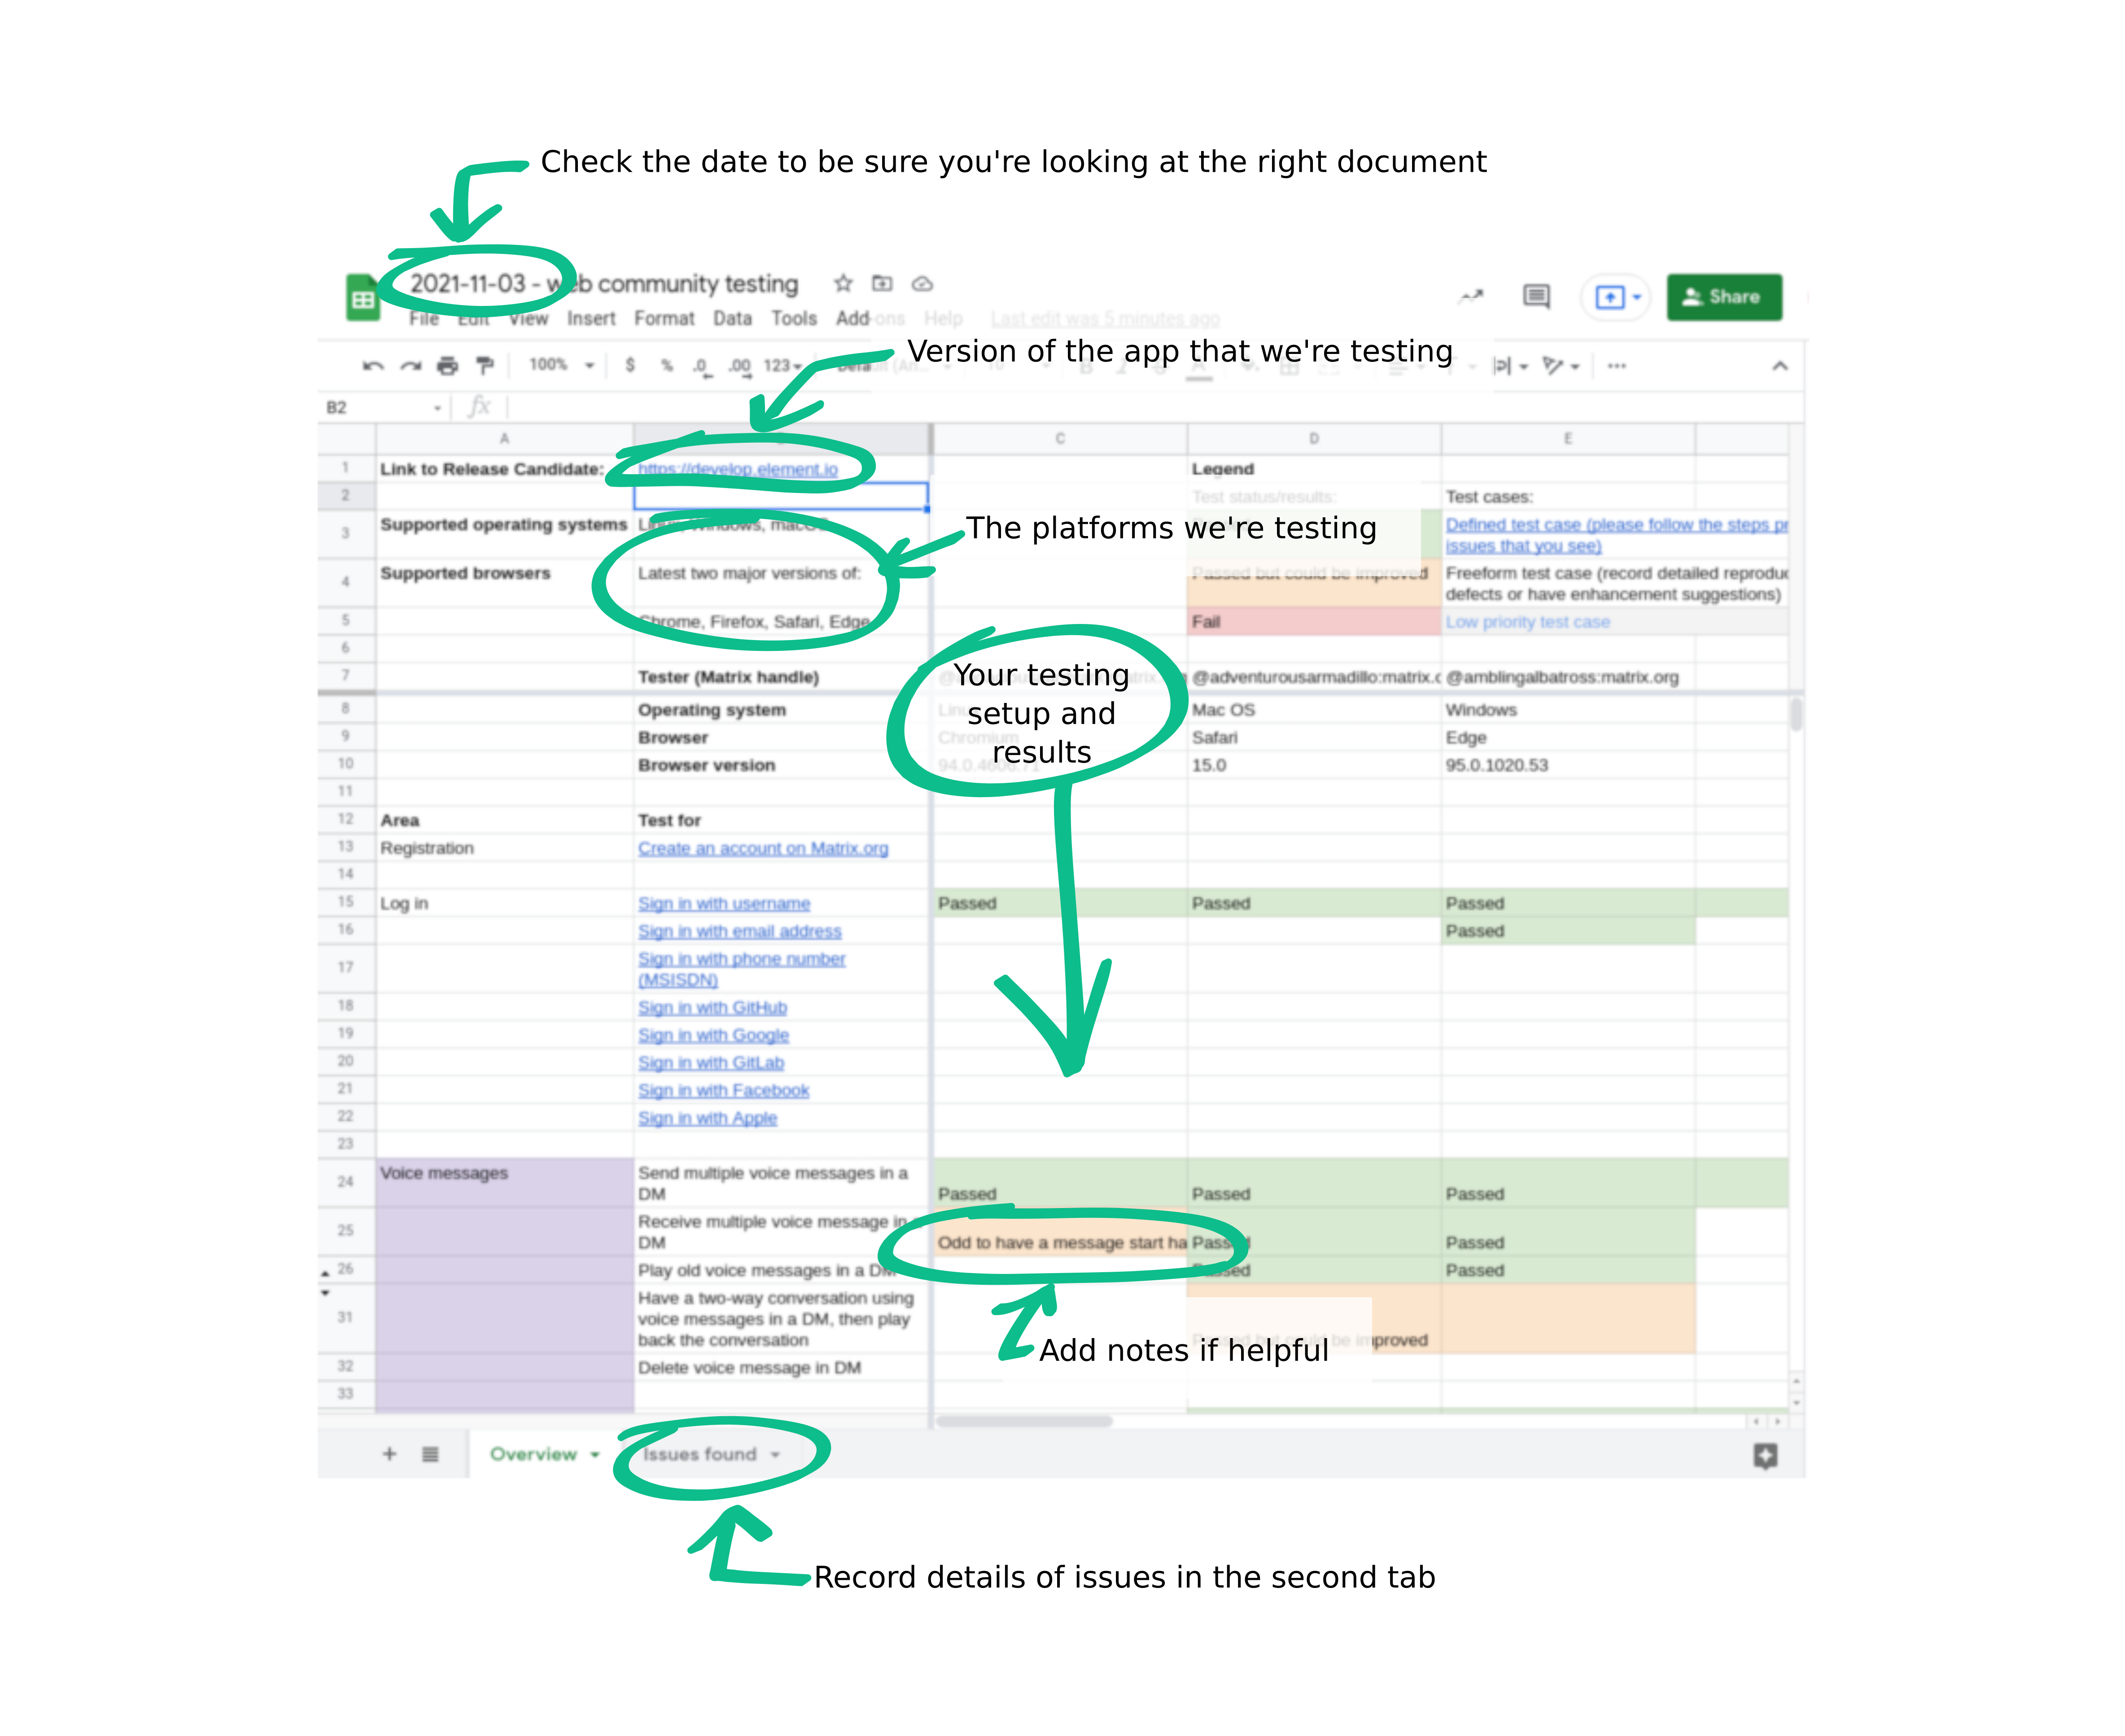 Check the date to be sure you're looking at the right document
2021-11-03 - web community testing
File Edit View Insert Format Data Tools Add-ons Help Last edit was 5 minutes ago
Share
Version of the app that we're testing
100% $ % .0 .00 123 Default (Ari... 10 B
B2 fx
A C D E
1 Link to Release Candidate: https://develop.element.io Legend
2 Test status/results: Test cases:
The platforms we're testing
3 Supported operating systems Linux, Windows, macOS Defined test case (please follow the steps pr
issues that you see)
4 Supported browsers Latest two major versions of: Passed but could be improved Freeform test case (record detailed reproduc
defects or have enhancement suggestions)
5 Chrome, Firefox, Safari, Edge Fail Low priority test case
6
Your testing
setup and
results
7 Tester (Matrix handle) @adventurousarmadillo:matrix.o @amblingalbatross:matrix.org
8 Operating system Linux Mac OS Windows
9 Browser Chromium Safari Edge
10 Browser version 15.0 95.0.1020.53
11
12 Area Test for
13 Registration Create an account on Matrix.org
14
15 Log in Sign in with username Passed Passed Passed
16 Sign in with email address Passed
17 Sign in with phone number
(MSISDN)
18 Sign in with GitHub
19 Sign in with Google
20 Sign in with GitLab
21 Sign in with Facebook
22 Sign in with Apple
23
24 Voice messages Send multiple voice messages in a
DM Passed Passed Passed
25 Receive multiple voice message in a
DM Odd to have a message start ha Passed Passed
26 Play old voice messages in a DM Passed Passed
31 Have a two-way conversation using
voice messages in a DM, then play
back the conversation Passed but could be improved
Add notes if helpful
32 Delete voice message in DM
33
Overview Issues found
Record details of issues in the second tab